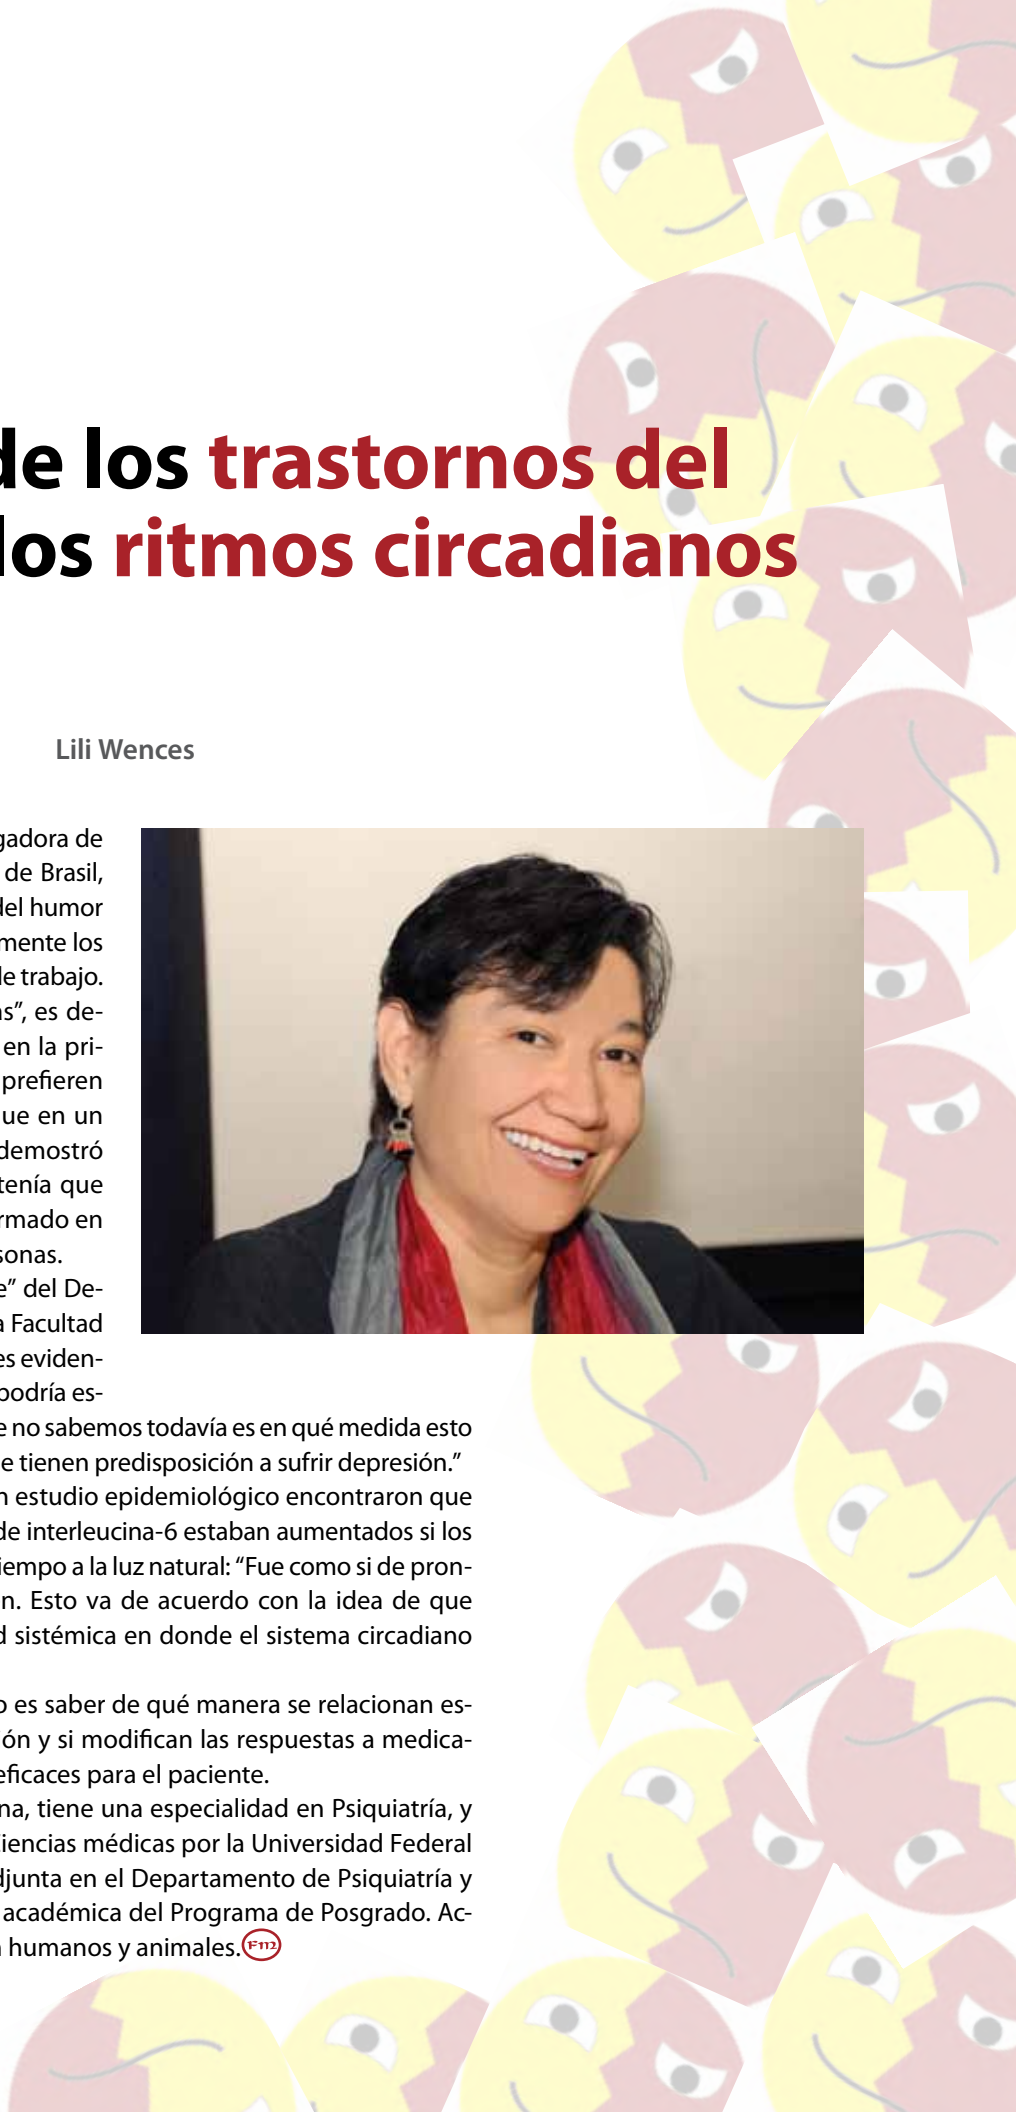 de los trastornos del
los ritmos circadianos
Lili Wences
gadora de
de Brasil,
del humor
mente los
de trabajo.
as”, es de-
en la pri-
prefieren
que en un
demostró
tenía que
rmado en
sonas.
e” del De-
a Facultad
es eviden-
podría es-
e no sabemos todavía es en qué medida esto
e tienen predisposición a sufrir depresión.”
n estudio epidemiológico encontraron que
de interleucina-6 estaban aumentados si los
iempo a la luz natural: “Fue como si de pron-
n. Esto va de acuerdo con la idea de que
d sistémica en donde el sistema circadiano
o es saber de qué manera se relacionan es-
ión y si modifican las respuestas a medica-
eficaces para el paciente.
na, tiene una especialidad en Psiquiatría, y
Ciencias médicas por la Universidad Federal
djunta en el Departamento de Psiquiatría y
académica del Programa de Posgrado. Ac-
n humanos y animales. FM